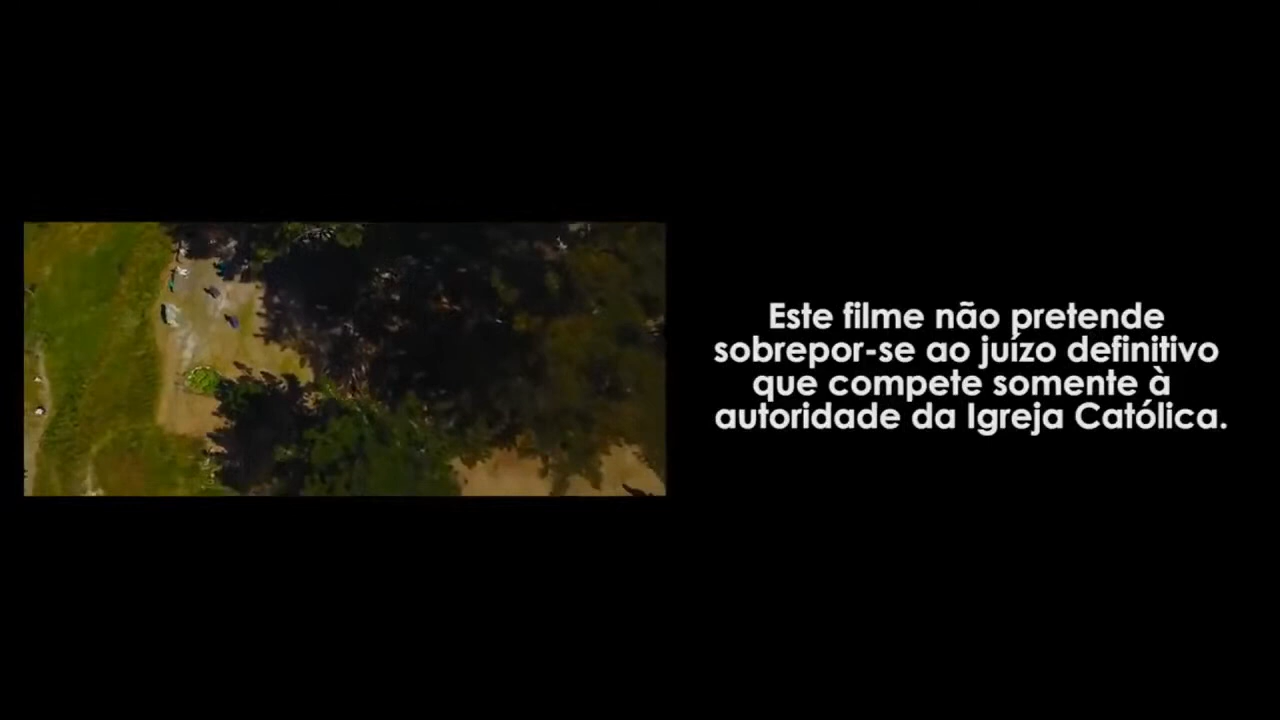 Este filme não pretende
sobrepor-se ao juízo definitivo
que compete somente à
autoridade da Igreja Católica.